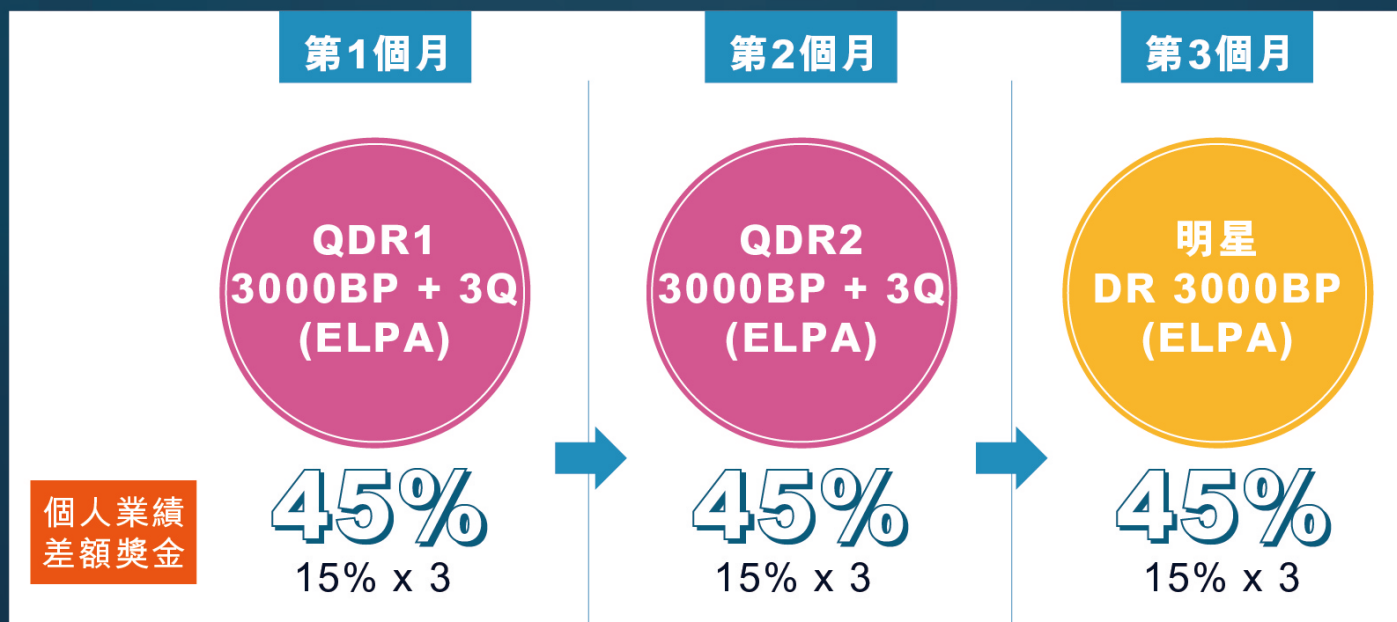 第1個月
第2個月
第3個月
QDR1
3000BP + 3Q
(ELPA)
QDR2
3000BP + 3Q
(ELPA)
明星
DR 3000BP
(ELPA)
個人業績
差額獎金
45%
15% x 3
45%
15% x 3
45%
15% x 3